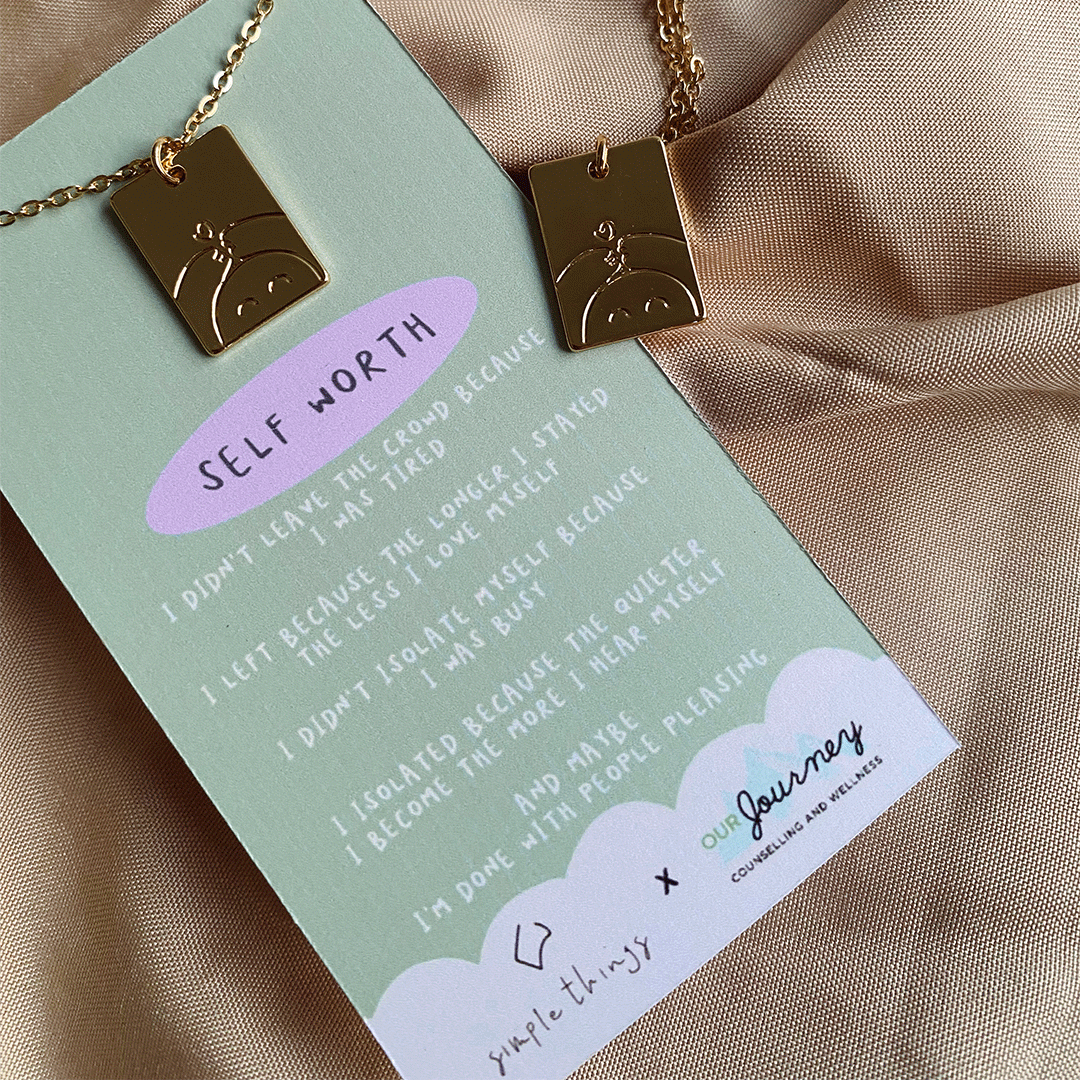 SELF WORTH
I DIDN'T LEAVE THE CROWD BECAUSE
I WAS TIRED
I LEFT BECAUSE THE LONGER I STAYED
THE LESS I LOVE MYSELF
I DIDN'T ISOLATE MYSELF BECAUSE
I WAS BUSY
I ISOLATED BECAUSE THE QUIETER
I BECOME THE MORE I HEAR MYSELF
AND MAYBE
I'M DONE WITH PEOPLE PLEASING
simple things
X
OUR Journey
COUNSELLING AND WELLNESS